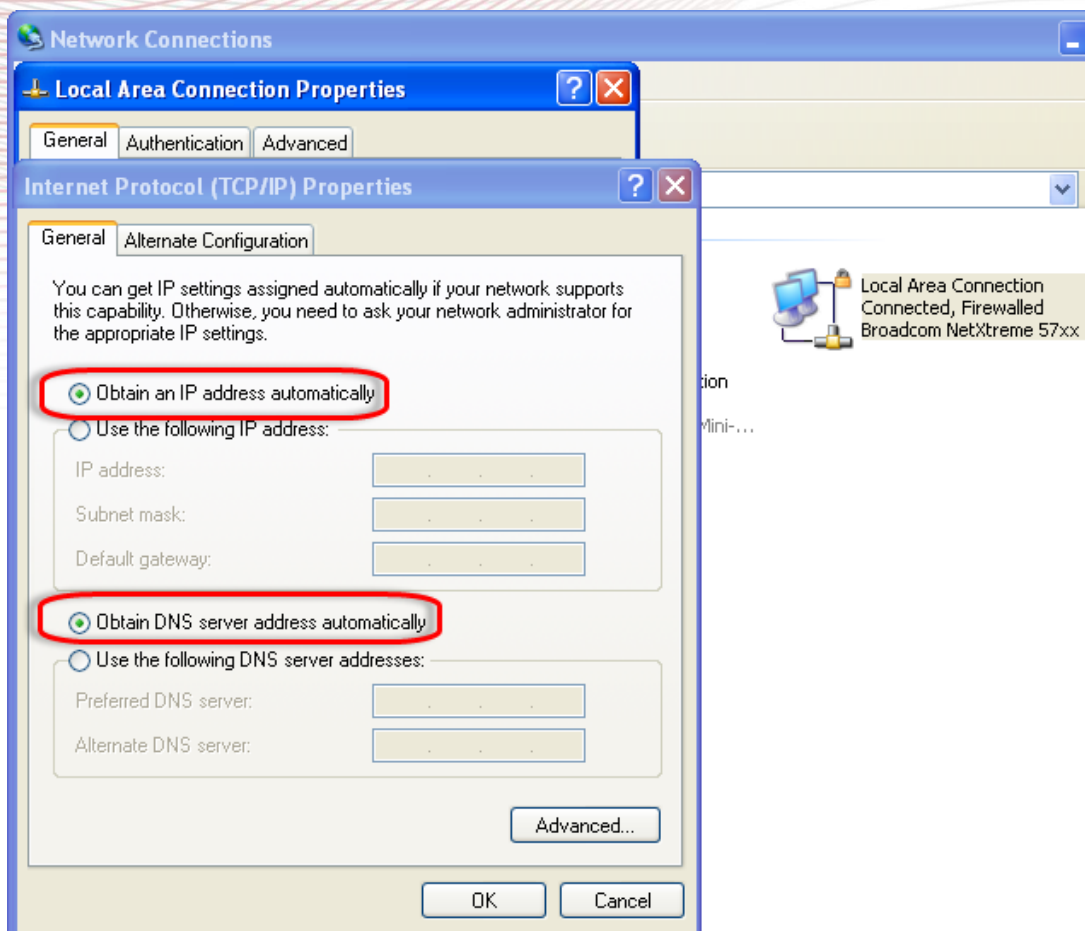 Network Connections
Local Area Connection Properties
General Authentication Advanced
Internet Protocol (TCP/IP) Properties
General Alternate Configuration
You can get IP settings assigned automatically if your network supports
this capability. Otherwise, you need to ask your network administrator for
the appropriate IP settings.
Obtain an IP address automatically
Use the following IP address:
IP address:
Subnet mask:
Default gateway:
Obtain DNS server address automatically
Use the following DNS server addresses:
Preferred DNS server:
Alternate DNS server:
Advanced...
OK Cancel
Local Area Connection
Connected, Firewalled
Broadcom NetXtreme 57xx
tion
Mini-...